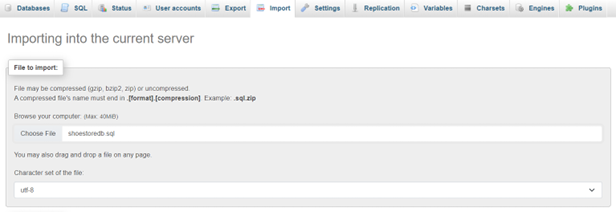 Databases SQL Status User accounts Export Import Settings Replication Variables Charsets Engines Plugins
Importing into the current server
File to import:
File may be compressed (gzip, bzip2, zip) or uncompressed.
A compressed file's name must end in .[format].[compression]. Example: .sql.zip
Browse your computer: (Max: 40MiB)
Choose File shoestoredb.sql
You may also drag and drop a file on any page.
Character set of the file:
utf-8